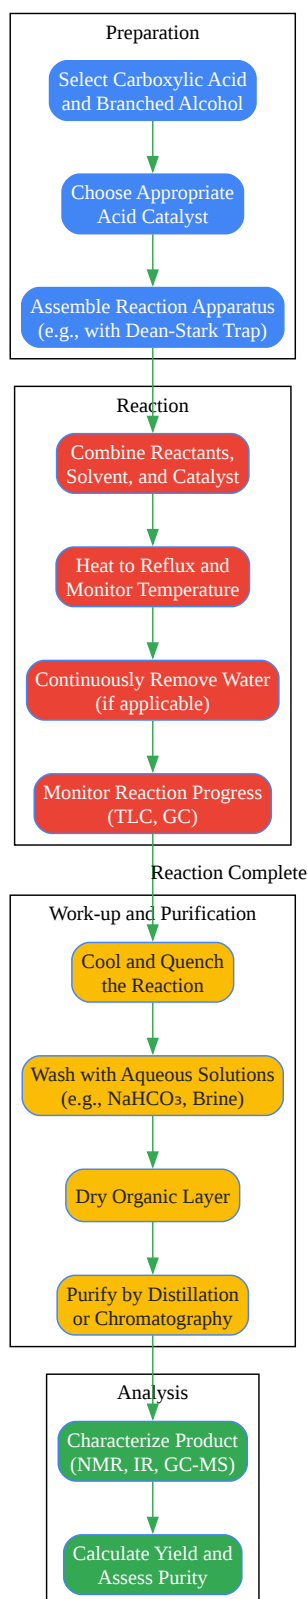 Preparation
Select Carboxylic Acid
and Branched Alcohol
Choose Appropriate
Acid Catalyst
Assemble Reaction Apparatus
(e.g., with Dean-Stark Trap)
Reaction
Combine Reactants,
Solvent, and Catalyst
Heat to Reflux and
Monitor Temperature
Continuously Remove Water
(if applicable)
Monitor Reaction Progress
(TLC, GC)
Reaction Complete
Work-up and Purification
Cool and Quench
the Reaction
Wash with Aqueous Solutions
(e.g., NaHCO₃, Brine)
Dry Organic Layer
Purify by Distillation
or Chromatography
Analysis
Characterize Product
(NMR, IR, GC-MS)
Calculate Yield and
Assess Purity